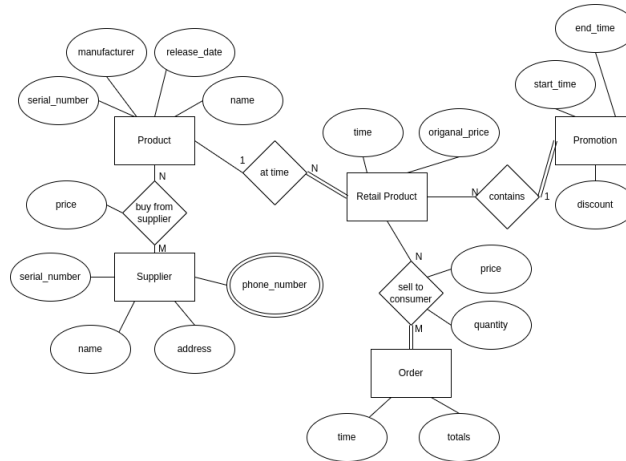 end_time
manufacturer
release_date
start_time
serial_number
name
time
origanal_price
Product
Promotion
1
at time
N
N
Retail Product
N
contains
1
price
buy from
supplier
discount
M
N
serial_number
Supplier
phone_number
sell to
consumer
price
quantity
M
name
address
Order
time
totals